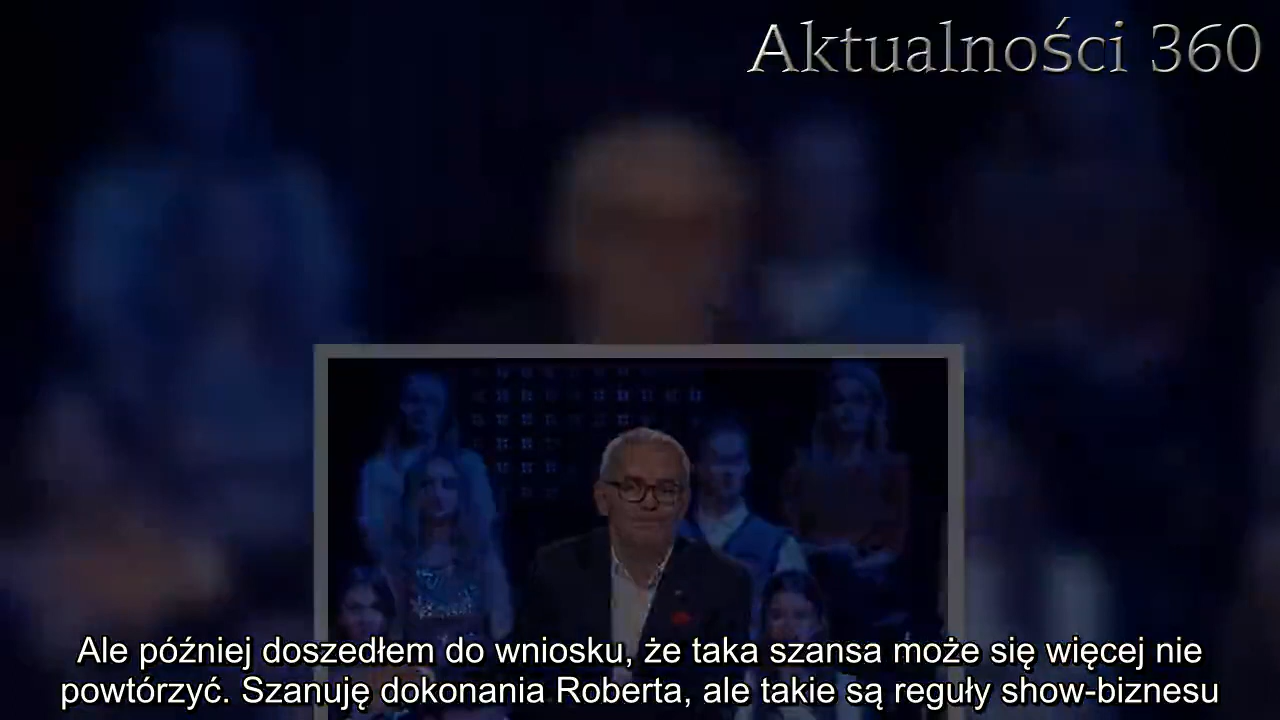 Aktualności 360
Ale później doszedłem do wniosku, że taka szansa może się więcej nie
powtórzyć. Szanuję dokonania Roberta, ale takie są reguły show-biznesu